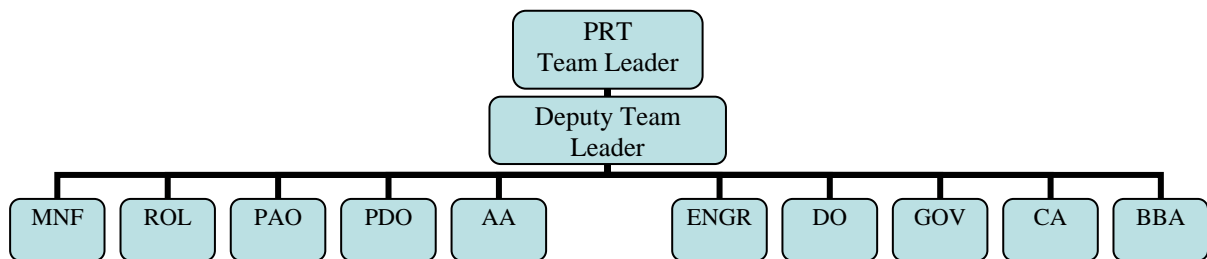 PRT
Team Leader
Deputy Team
Leader
MNF
ROL
PAO
PDO
AA
ENGR
DO
GOV
CA
BBA